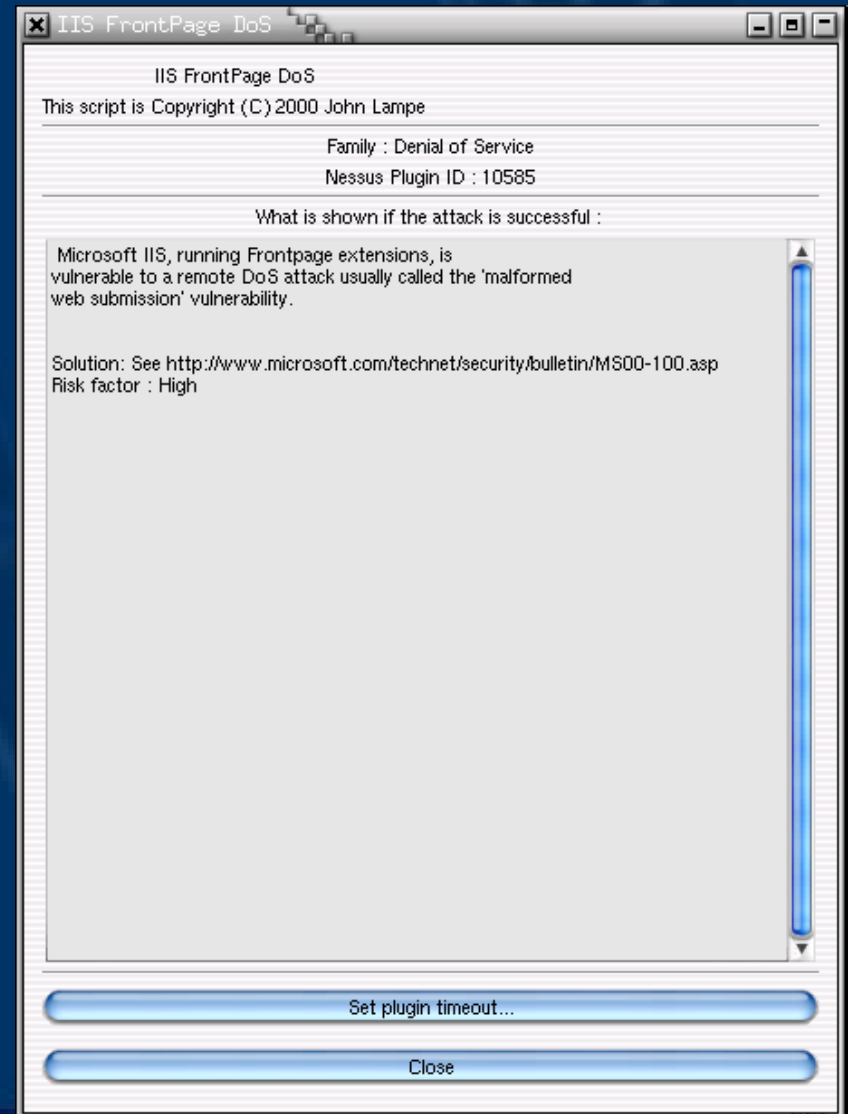 IIS FrontPage DoS
IIS FrontPage DoS
This script is Copyright (C) 2000 John Lampe
Family : Denial of Service
Nessus Plugin ID : 10585
What is shown if the attack is successful :
Microsoft IIS, running Frontpage extensions, is
vulnerable to a remote DoS attack usually called the 'malformed
web submission' vulnerability.
Solution: See http://www.microsoft.com/technet/security/bulletin/MS00-100.asp
Risk factor : High
Set plugin timeout...
Close